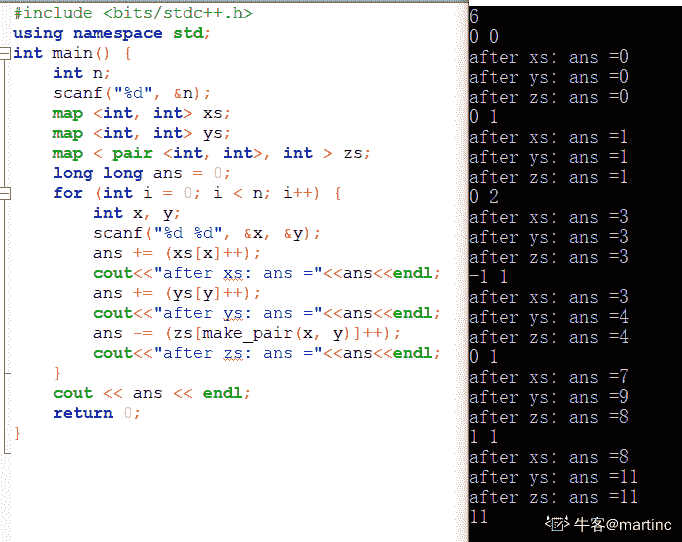 #include <bits/stdc++.h>
using namespace std;
int main() {
    int n;
    scanf("%d", &n);
    map <int, int> xs;
    map <int, int> ys;
    map < pair <int, int>, int > zs;
    long long ans = 0;
    for (int i = 0; i < n; i++) {
        int x, y;
        scanf("%d %d", &x, &y);
        ans += (xs[x]++);
        cout<<"after xs: ans ="<<ans<<endl;
        ans += (ys[y]++);
        cout<<"after ys: ans ="<<ans<<endl;
        ans -= (zs[make_pair(x, y)]++);
        cout<<"after zs: ans ="<<ans<<endl;
    }
    cout << ans << endl;
    return 0;
}
6
0 0
after xs: ans =0
after ys: ans =0
after zs: ans =0
0 1
after xs: ans =1
after ys: ans =1
after zs: ans =1
0 2
after xs: ans =3
after ys: ans =3
after zs: ans =3
-1 1
after xs: ans =3
after ys: ans =4
after zs: ans =4
0 1
after xs: ans =7
after ys: ans =9
after zs: ans =8
1 1
after xs: ans =8
after ys: ans =11
after zs: ans =11
11
牛客@martinc